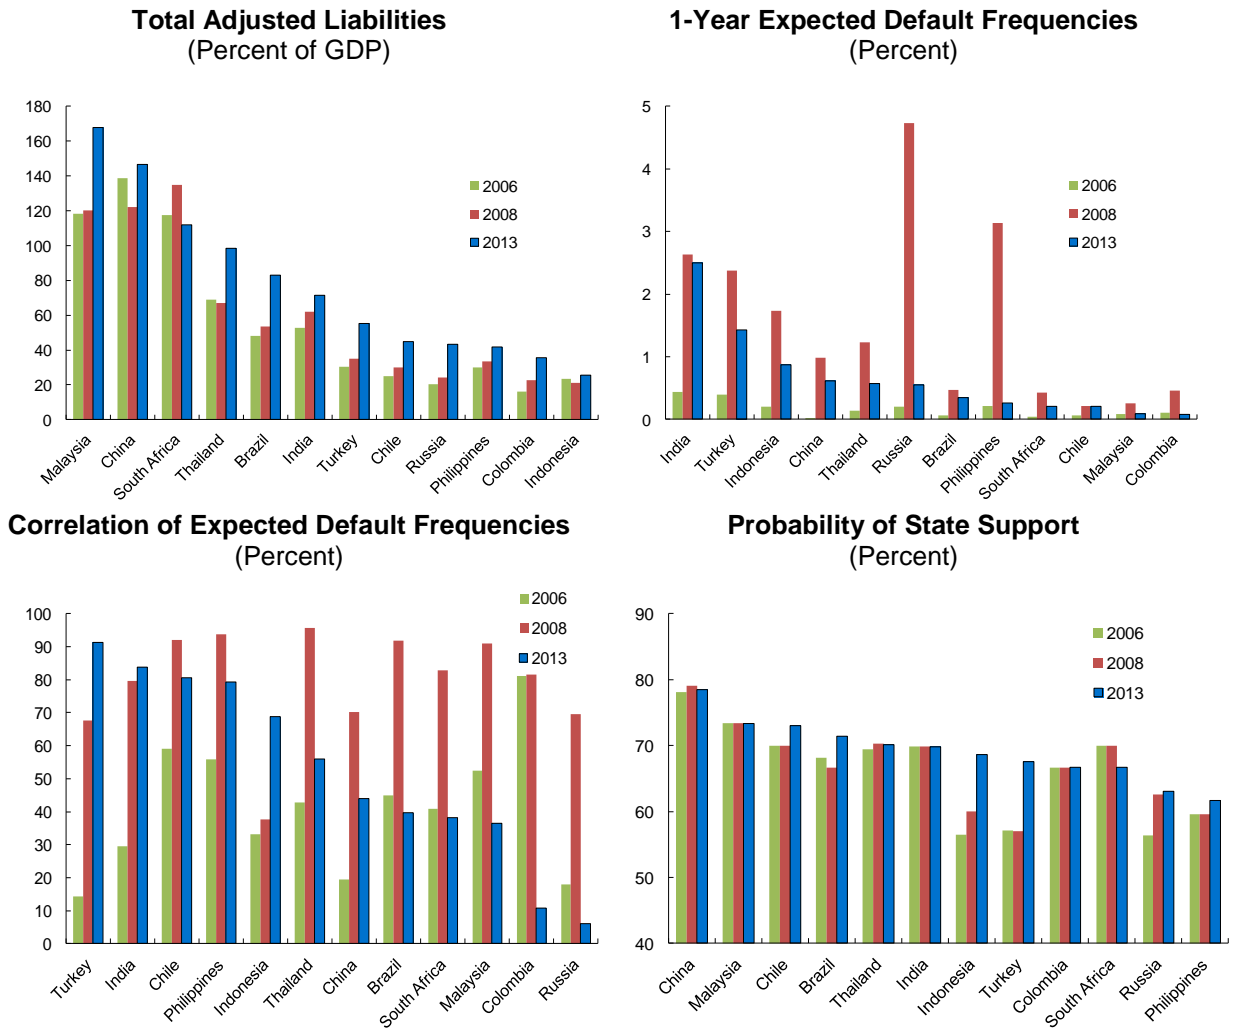 Total Adjusted Liabilities
(Percent of GDP)
180
160
140
120
100
80
60
40
20
0
2006
2008
2013
Malaysia
China
South Africa
Thailand
Brazil
India
Turkey
Chile
Russia
Philippines
Colombia
Indonesia
1-Year Expected Default Frequencies
(Percent)
5
4
3
2
1
0
2006
2008
2013
India
Turkey
Indonesia
China
Thailand
Russia
Brazil
Philippines
South Africa
Chile
Malaysia
Colombia
Correlation of Expected Default Frequencies
(Percent)
100
90
80
70
60
50
40
30
20
10
0
2006
2008
2013
Turkey
India
Chile
Philippines
Indonesia
Thailand
China
Brazil
South Africa
Malaysia
Colombia
Russia
Probability of State Support
(Percent)
90
80
70
60
50
40
2006
2008
2013
China
Malaysia
Chile
Brazil
Thailand
India
Indonesia
Turkey
Colombia
South Africa
Russia
Philippines